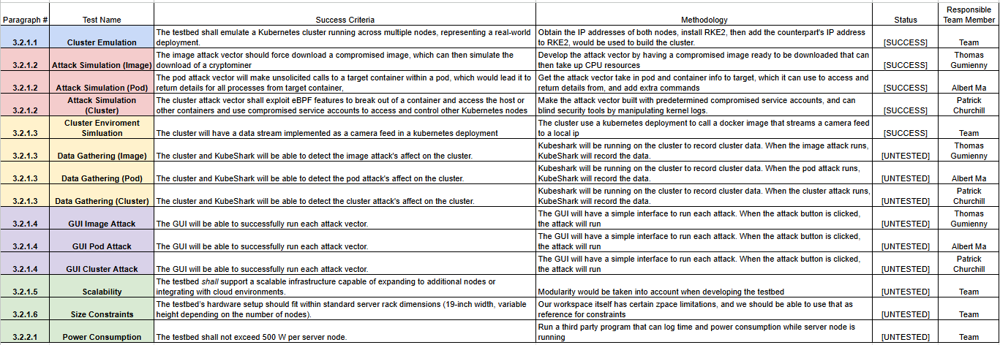 Paragraph # Test Name Success Criteria Methodology Status Responsible Team Member
3.2.1.1 Cluster Emulation The testbed shall emulate a Kubernetes cluster running across multiple nodes, representing a real-world deployment. Obtain the IP addresses of both nodes, install RKE2, then add the counterpart's IP address to RKE2, would be used to build the cluster. [SUCCESS] Team
3.2.1.2 Attack Simulation (Image) The image attack vector should force download a compromised image, which can then simulate the download of a cryptominer Develop the attack vector by having a compromised image ready to be downloaded that can then take up CPU resources [SUCCESS] Thomas Gumienny
3.2.1.2 Attack Simulation (Pod) The pod attack vector will make unsolicited calls to a target container within a pod, which would lead it to return details for all processes from target container, Get the attack vector take in pod and container info to target, which it can use to access and return details from, and add extra commands [SUCCESS] Albert Ma
3.2.1.2 Attack Simulation (Cluster) The cluster attack vector shall exploit eBPF features to break out of a container and access the host or other containers and use compromised service accounts to access and control other Kubernetes nodes Make the attack vector built with predetermined compromised service accounts, and can blind security tools by manipulating kernel logs. [SUCCESS] Patrick Churchill
3.2.1.3 Cluster Enviroment Simluation The cluster will have a data stream implemented as a camera feed in a kubernetes deployment The cluster use a kubernetes deployment to call a docker image that streams a camera feed to a local ip [SUCCESS] Team
3.2.1.3 Data Gathering (Image) The cluster and KubeShark will be able to detect the image attack's affect on the cluster. Kubeshark will be running on the cluster to record cluster data. When the image attack runs, KubeShark will record the data. [UNTESTED] Thomas Gumienny
3.2.1.3 Data Gathering (Pod) The cluster and KubeShark will be able to detect the pod attack's affect on the cluster. Kubeshark will be running on the cluster to record cluster data. When the pod attack runs, KubeShark will record the data. [UNTESTED] Albert Ma
3.2.1.3 Data Gathering (Cluster) The cluster and KubeShark will be able to detect the cluster attack's affect on the cluster. Kubeshark will be running on the cluster to record cluster data. When the cluster attack runs, KubeShark will record the data. [UNTESTED] Patrick Churchill
3.2.1.4 GUI Image Attack The GUI will be able to successfully run each attack vector. The GUI will have a simple interface to run each attack. When the attack button is clicked, the attack will run [UNTESTED] Thomas Gumienny
3.2.1.4 GUI Pod Attack The GUI will be able to successfully run each attack vector. The GUI will have a simple interface to run each attack. When the attack button is clicked, the attack will run [UNTESTED] Albert Ma
3.2.1.4 GUI Cluster Attack The GUI will be able to successfully run each attack vector. The GUI will have a simple interface to run each attack. When the attack button is clicked, the attack will run [UNTESTED] Patrick Churchill
3.2.1.5 Scalability The testbed shall support a scalable infrastructure capable of expanding to additional nodes or integrating with cloud environments. Modularity would be taken into account when developing the testbed [UNTESTED] Team
3.2.1.6 Size Constraints The testbed's hardware setup should fit within standard server rack dimensions (19-inch width, variable height depending on the number of nodes). Our workspace itself has certain zpace limitations, and we should be able to use that as reference for constraints [UNTESTED] Team
3.2.2.1 Power Consumption The testbed shall not exceed 500 W per server node. Run a third party program that can log time and power consumption while server node is running [UNTESTED] Team